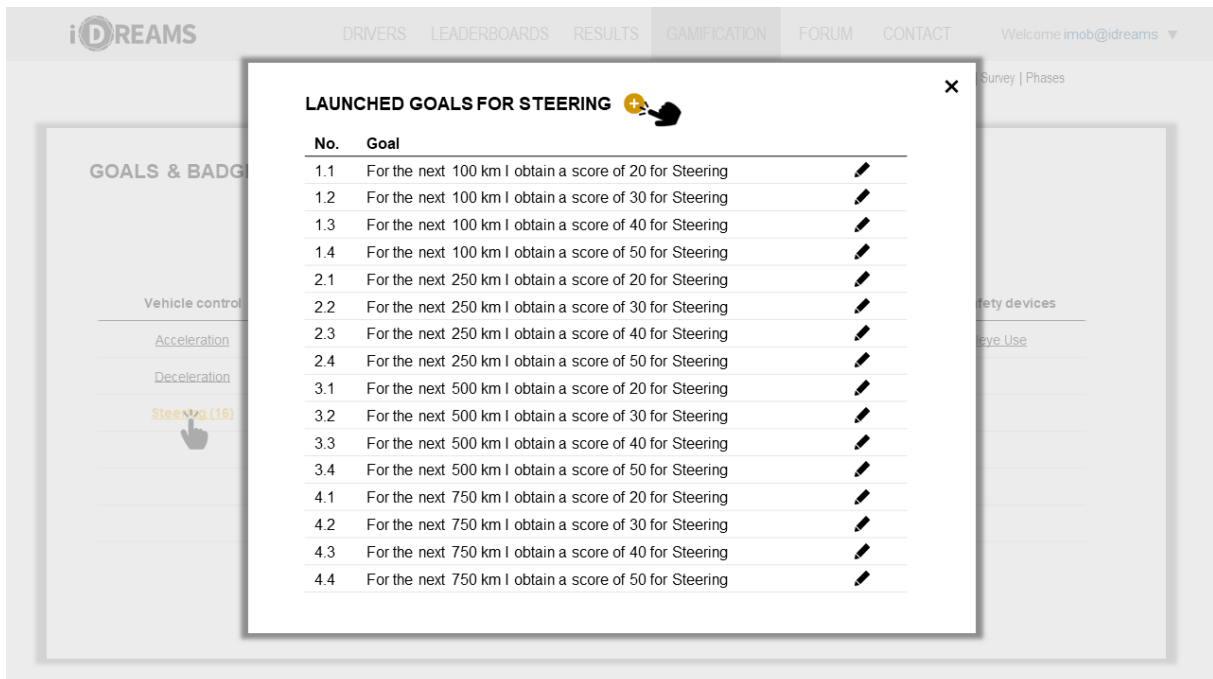 iDREAMS DRIVERS LEADERBOARDS RESULTS GAMIFICATION FORUM CONTACT Welcome imob@idreams ▼
| Survey | Phases
LAUNCHED GOALS FOR STEERING
No. Goal
GOALS &
1.1 For the next 100 km I obtain a score of 20 for Steering
1.2 For the next 100 km I obtain a score of 30 for Steering
1.3 For the next 100 km I obtain a score of 40 for Steering
1.4 For the next 100 km I obtain a score of 50 for Steering
2.1 For the next 250 km I obtain a score of 20 for Steering
Vehicle control
2.2 For the next 250 km I obtain a score of 30 for Steering
devices
2.3 For the next 250 km I obtain a score of 40 for Steering
Acceleration
Use
2.4 For the next 250 km I obtain a score of 50 for Steering
Deceleration
3.1 For the next 500 km I obtain a score of 20 for Steering
3.2 For the next 500 km I obtain a score of 30 for Steering
Steering (16)
3.3 For the next 500 km I obtain a score of 40 for Steering
3.4 For the next 500 km I obtain a score of 50 for Steering
4.1 For the next 750 km I obtain a score of 20 for Steering
4.2 For the next 750 km I obtain a score of 30 for Steering
4.3 For the next 750 km I obtain a score of 40 for Steering
4.4 For the next 750 km I obtain a score of 50 for Steering